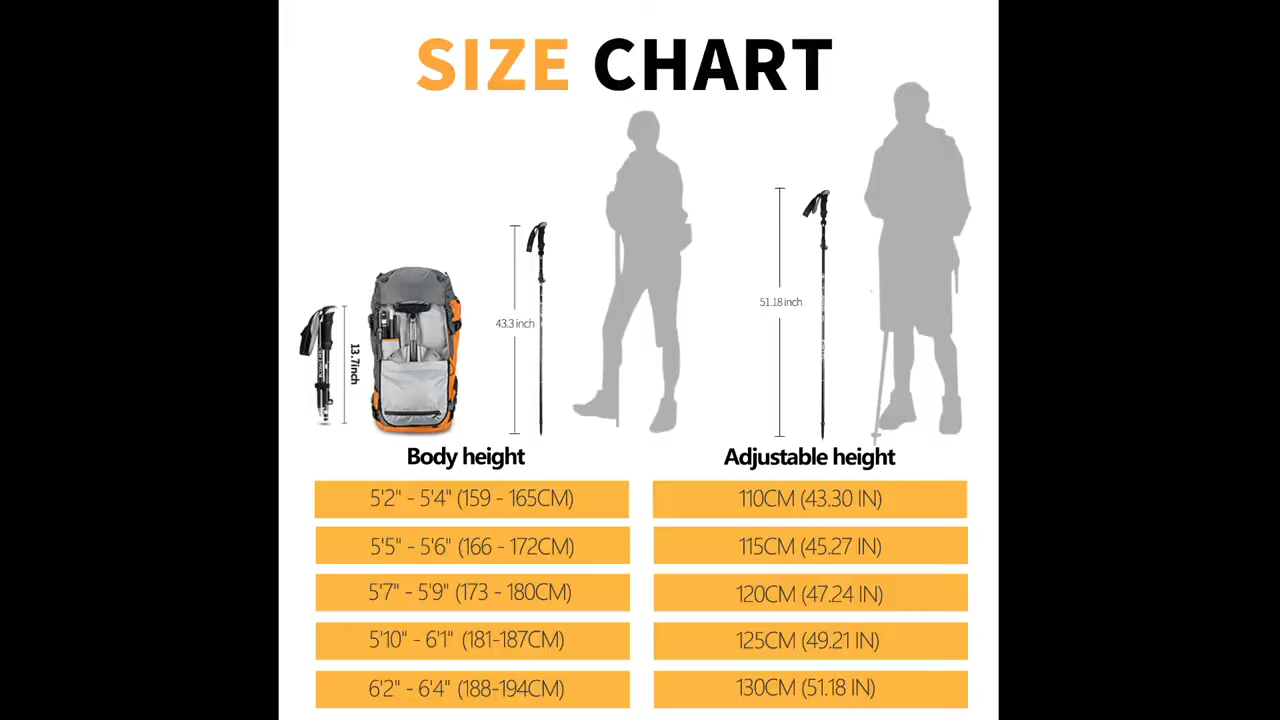 SIZE CHART
51.18 inch
43.3 inch
13.7inch
Body height
Adjustable height
5'2" - 5'4" (159 - 165CM)
110CM (43.30 IN)
5'5" - 5'6" (166 - 172CM)
115CM (45.27 IN)
5'7" - 5'9" (173 - 180CM)
120CM (47.24 IN)
5'10" - 6'1" (181-187CM)
125CM (49.21 IN)
6'2" - 6'4" (188-194CM)
130CM (51.18 IN)